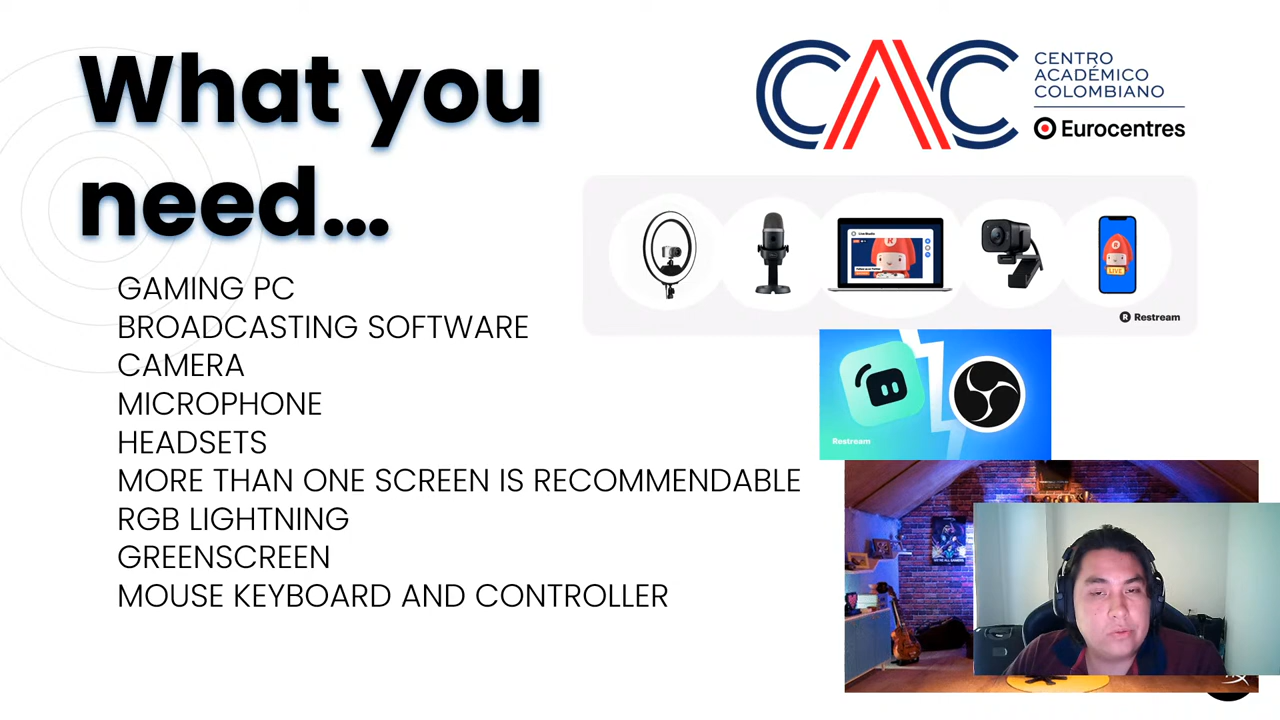 What you
need...
CENTRO
ACADÉMICO
COLOMBIANO
CAC
Eurocentres
GAMING PC
BROADCASTING SOFTWARE
CAMERA
MICROPHONE
HEADSETS
MORE THAN ONE SCREEN IS RECOMMENDABLE
RGB LIGHTNING
GREENSCREEN
MOUSE KEYBOARD AND CONTROLLER
R
LIVE
R Restream
Restream